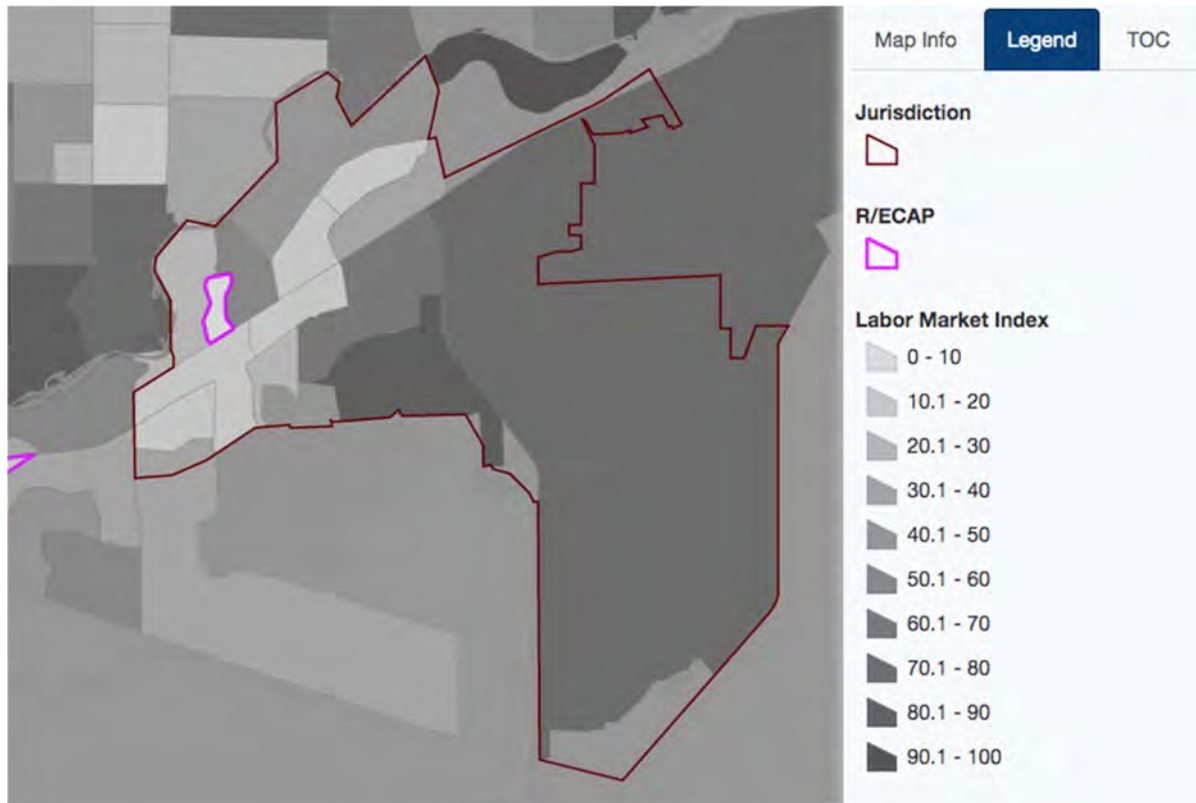 Map Info Legend TOC
Jurisdiction
R/ECAP
Labor Market Index
0 - 10
10.1 - 20
20.1 - 30
30.1 - 40
40.1 - 50
50.1 - 60
60.1 - 70
70.1 - 80
80.1 - 90
90.1 - 100